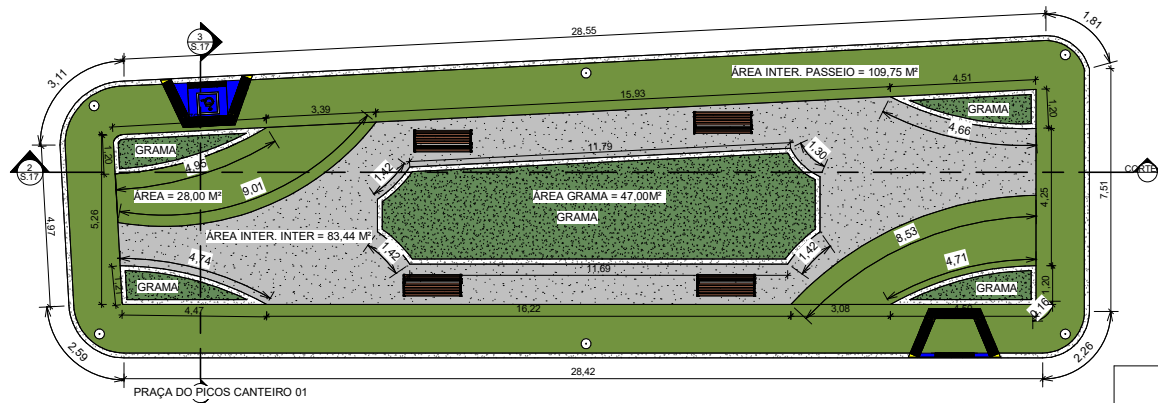 28,55
1,81
3
S.17
3,11
ÁREA INTER. PASSEIO = 109,75 M²
4,51
15,93
3,39
GRAMA
1,20
4,66
1,20
GRAMA
11,79
1,30
4,95
1,42
2
S.17
CORTE
ÁREA = 28,00 M²
9,01
ÁREA GRAMA = 47,00M²
GRAMA
4,25
7,51
5,26
4,97
ÁREA INTER. INTER = 83,44 M²
8,53
4,74
1,42
1,42
4,71
11,69
GRAMA
GRAMA
1,20
0,16
4,47
16,22
3,08
2,59
2,26
28,42
PRAÇA DO PICOS CANTEIRO 01